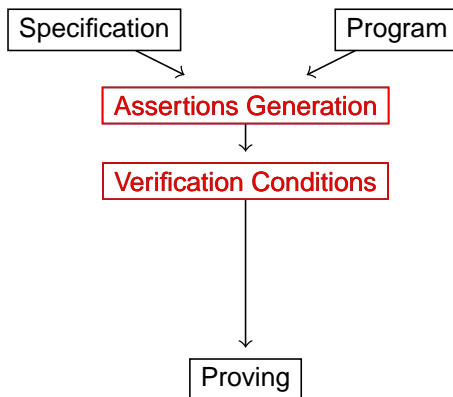 Specification
Program
Assertions Generation
Verification Conditions
Proving